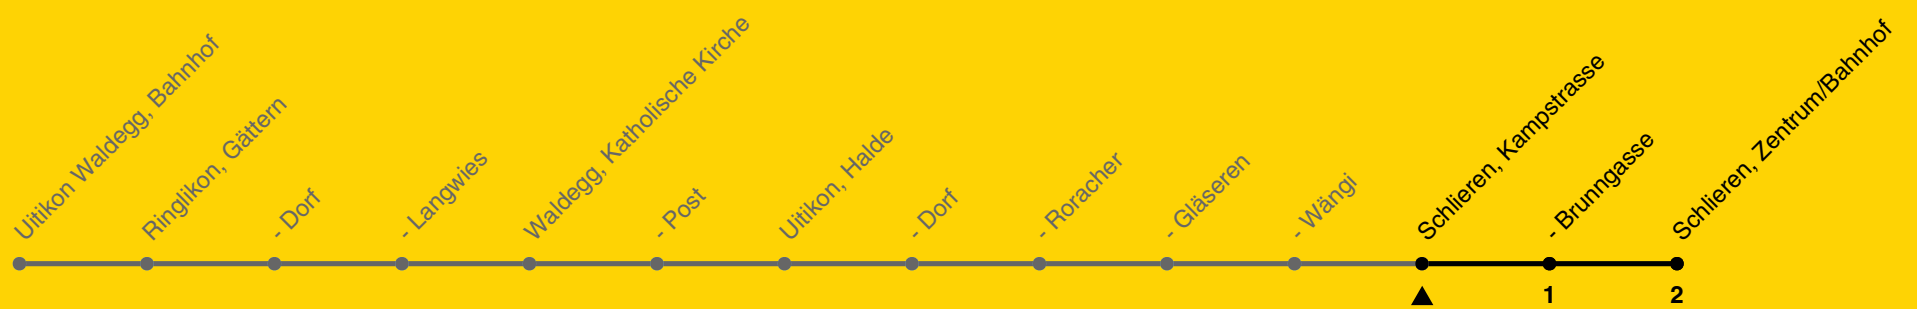 Uitikon Waldegg, Bahnhof
Ringlikon, Gättern
- Dorf
- Langwies
Waldegg, Katholische Kirche
- Post
Uitikon, Halde
- Dorf
- Roracher
- Gläseren
- Wängi
Schlieren, Kampstrasse
- Brunngasse
Schlieren, Zentrum/Bahnhof
1
2